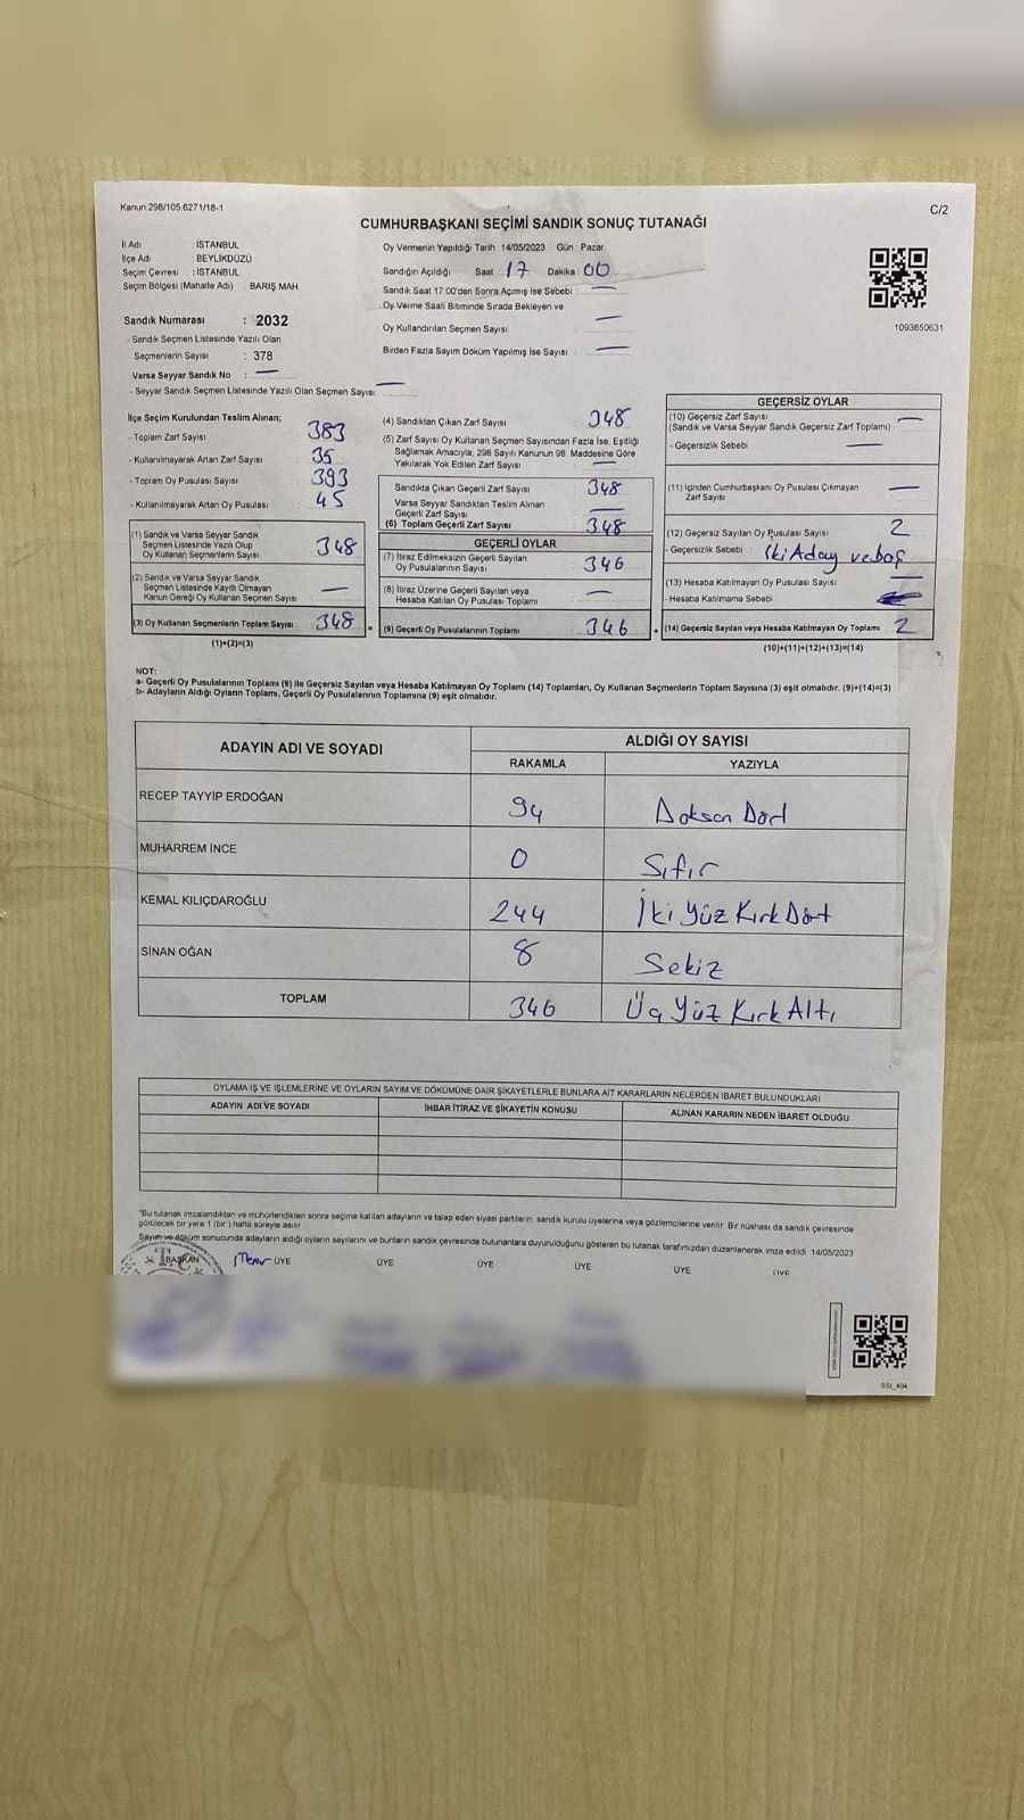 Kanun 298/105.6271/18-1
C/2
CUMHURBAŞKANI SEÇİMİ SANDIK SONUÇ TUTANAĞI
İl Adı : İSTANBUL
İlçe Adı : BEYLİKDÜZÜ
Seçim Çevresi : İSTANBUL
Seçim Bölgesi (Mahalle Adı) BARIŞ MAH
Sandık Numarası : 2032
- Sandık Seçmen Listesinde Yazılı Olan
Seçmenlerin Sayısı : 378
Varsa Seyyar Sandık No : —
- Seyyar Sandık Seçmen Listesinde Yazılı Olan Seçmen Sayısı: —
Oy Vermenin Yapıldığı Tarih : 14/05/2023 Gün : Pazar
Sandığın Açıldığı Saat : 17 Dakika : 00
Sandık Saat 17:00'den Sonra Açımış İse Sebebi : —
Oy Verme Saati Bitiminde Sırada Bekleyen ve
Oy Kullandırılan Seçmen Sayısı: —
Birden Fazla Sayım Döküm Yapılmış İse Sayısı : —
1093650631
İlçe Seçim Kurulundan Teslim Alınan;
- Toplam Zarf Sayısı 383
- Kullanılmayarak Artan Zarf Sayısı 35
- Toplam Oy Pusulası Sayısı 393
- Kullanılmayarak Artan Oy Pusulası 45
(1) Sandık ve Varsa Seyyar Sandık
Seçmen Listesinde Yazılı Olup
Oy Kullanan Seçmenlerin Sayısı 348
(2) Sandık ve Varsa Seyyar Sandık
Seçmen Listesinde Kayıtlı Olmayan
Kanun Gereği Oy Kullanan Seçmen Sayısı —
(3) Oy Kullanan Seçmenlerin Toplam Sayısı 348
(1)+(2)=(3)
(4) Sandıktan Çıkan Zarf Sayısı 348
(5) Zarf Sayısı Oy Kullanan Seçmen Sayısından Fazla İse, Eşitliği
Sağlamak Amacıyla, 298 Sayılı Kanunun 98. Maddesine Göre
Yakılarak Yok Edilen Zarf Sayısı —
Sandıkta Çıkan Geçerli Zarf Sayısı 348
Varsa Seyyar Sandıktan Teslim Alınan
Geçerli Zarf Sayısı —
(6) Toplam Geçerli Zarf Sayısı 348
GEÇERLİ OYLAR
(7) İtiraz Edilmeksizin Geçerli Sayılan
Oy Pusulalarının Sayısı 346
(8) İtiraz Üzerine Geçerli Sayılan veya
Hesaba Katılan Oy Pusulası Toplamı —
(9) Geçerli Oy Pusulalarının Toplamı 346
GEÇERSİZ OYLAR
(10) Geçersiz Zarf Sayısı —
(Sandık ve Varsa Seyyar Sandık Geçersiz Zarf Toplamı)
- Geçersizlik Sebebi —
(11) İçinden Cumhurbaşkanı Oy Pusulası Çıkmayan
Zarf Sayısı —
(12) Geçersiz Sayılan Oy Pusulası Sayısı 2
- Geçersizlik Sebebi İki Aday ve boş
(13) Hesaba Katılmayan Oy Pusulası Sayısı —
- Hesaba Katılmama Sebebi
(14) Geçersiz Sayılan veya Hesaba Katılmayan Oy Toplamı 2
(10)+(11)+(12)+(13)=(14)
NOT:
a- Geçerli Oy Pusulalarının Toplamı (9) ile Geçersiz Sayılan veya Hesaba Katılmayan Oy Toplamı (14) Toplamları, Oy Kullanan Seçmenlerin Toplam Sayısına (3) eşit olmalıdır. (9)+(14)=(3)
b- Adayların Aldığı Oyların Toplamı, Geçerli Oy Pusulalarının Toplamına (9) eşit olmalıdır.
ADAYIN ADI VE SOYADI ALDIĞI OY SAYISI
RAKAMLA YAZIYLA
RECEP TAYYİP ERDOĞAN 94 Doksan Dört
MUHARREM İNCE 0 Sıfır
KEMAL KILIÇDAROĞLU 244 İki Yüz Kırk Dört
SİNAN OĞAN 8 Sekiz
TOPLAM 346 Üç Yüz Kırk Altı
OYLAMA İŞ VE İŞLEMLERİNE VE OYLARIN SAYIM VE DÖKÜMÜNE DAİR ŞİKAYETLERLE BUNLARA AİT KARARLARIN NELERDEN İBARET BULUNDUKLARI
ADAYIN ADI VE SOYADI İHBAR İTİRAZ VE ŞİKAYETİN KONUSU ALINAN KARARIN NEDEN İBARET OLDUĞU
*Bu tutanak imzalandıktan ve mühürlendikten sonra seçime katılan adayların ve talep eden siyasi partilerin sandık kurulu üyelerine veya gözlemcilerine verilir. Bir nüshası da sandık çevresinde
görülecek bir yere 1 (bir) hafta süreyle asılır.
Sayım ve döküm sonucunda adayların aldığı oyların sayılarını ve bunların sandık çevresinde bulunanlara duyurulduğunu gösteren bu tutanak tarafımızdan düzenlenerek imza edildi. 14/05/2023
BAŞKAN Memur ÜYE ÜYE ÜYE ÜYE ÜYE ÜYE